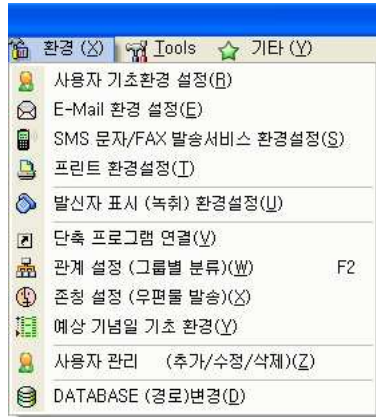 환경 (X) Tools 기타 (Y)
사용자 기초환경 설정(R)
E-Mail 환경 설정(E)
SMS 문자/FAX 발송서비스 환경설정(S)
프린트 환경설정(T)
발신자 표시 (녹취) 환경설정(U)
단축 프로그램 연결(V)
관계 설정 (그룹별 분류)(W) F2
존칭 설정 (우편물 발송)(X)
예상 기념일 기초 환경(Y)
사용자 관리 (추가/수정/삭제)(Z)
DATABASE (경로)변경(D)